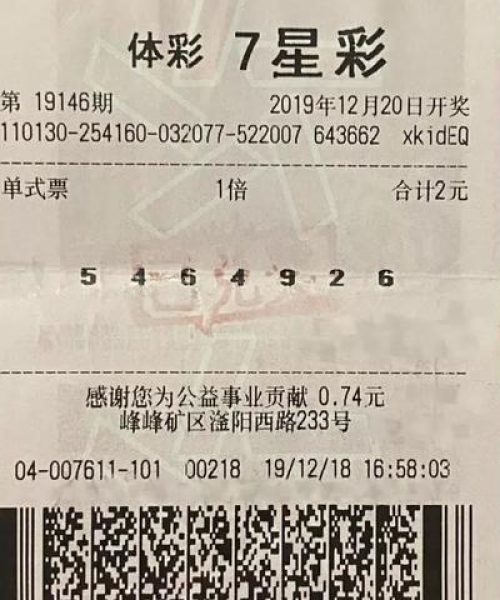 体彩 7星彩
第 19146期 2019年12月20日开奖
110130-254160-032077-522007 643662 xkidEQ
单式票 1倍 合计2元
5 4 6 4 9 2 6
感谢您为公益事业贡献 0.74元
峰峰矿区滏阳西路233号
04-007611-101 00218 19/12/18 16:58:03